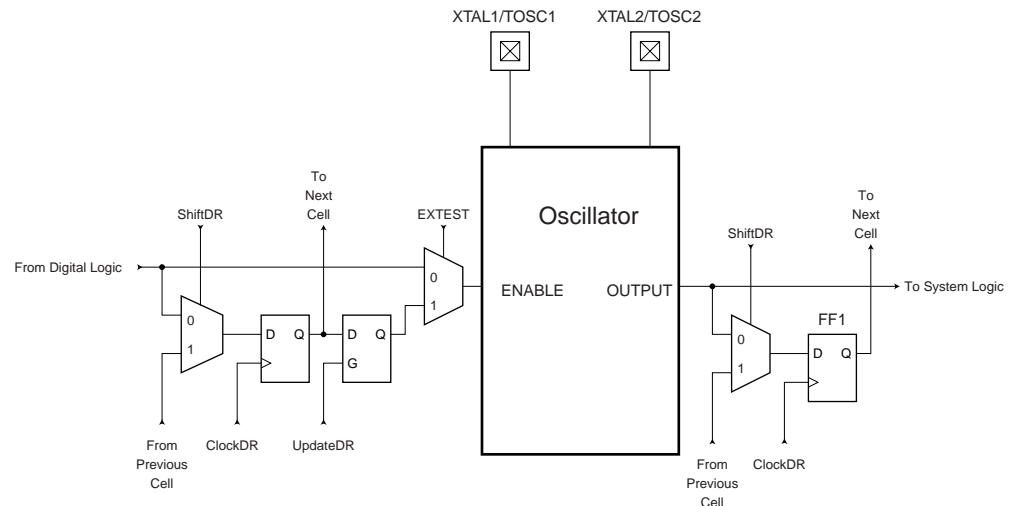 XTAL1/TOSC1
XTAL2/TOSC2
To
Next
Cell
ShiftDR
EXTEST
From Digital Logic
0
1
D Q
D Q
G
0
1
From
Previous
Cell
ClockDR
UpdateDR
Oscillator
ENABLE
OUTPUT
To
Next
Cell
ShiftDR
To System Logic
FF1
0
1
D Q
From
Previous
Cell
ClockDR